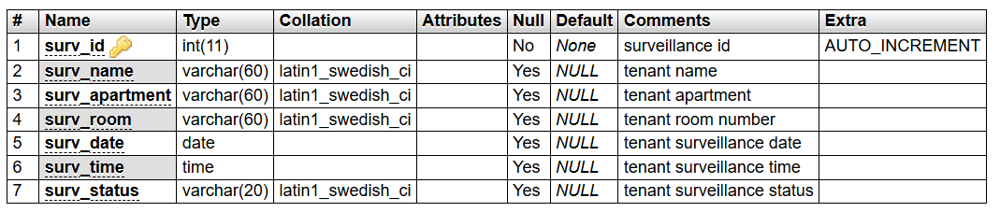 # Name Type Collation Attributes Null Default Comments Extra
1 surv_id int(11) No None surveillance id AUTO_INCREMENT
2 surv_name varchar(60) latin1_swedish_ci Yes NULL tenant name
3 surv_apartment varchar(60) latin1_swedish_ci Yes NULL tenant apartment
4 surv_room varchar(60) latin1_swedish_ci Yes NULL tenant room number
5 surv_date date Yes NULL tenant surveillance date
6 surv_time time Yes NULL tenant surveillance time
7 surv_status varchar(20) latin1_swedish_ci Yes NULL tenant surveillance status